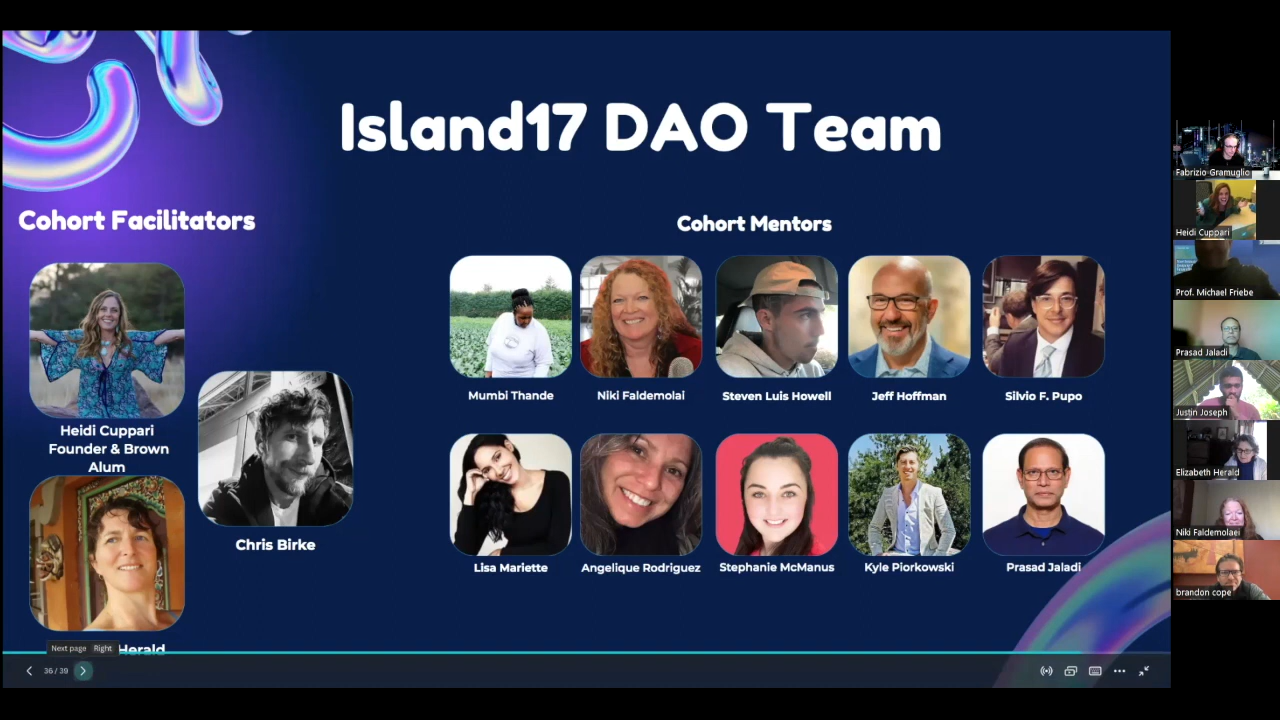 Island17 DAO Team
Cohort Facilitators
Cohort Mentors
Heidi Cuppari
Founder & Brown
Alum
Chris Birke
Herald
Mumbi Thande
Niki Faldemolai
Steven Luis Howell
Jeff Hoffman
Silvio F. Pupo
Lisa Mariette
Angelique Rodriguez
Stephanie McManus
Kyle Piorkowski
Prasad Jaladi
Next page Right
36 / 39
Fabrizio Gramuglio
Heidi Cuppari
Prof. Michael Friebe
Prasad Jaladi
Justin Joseph
Elizabeth Herald
Niki Faldemolaei
brandon cope